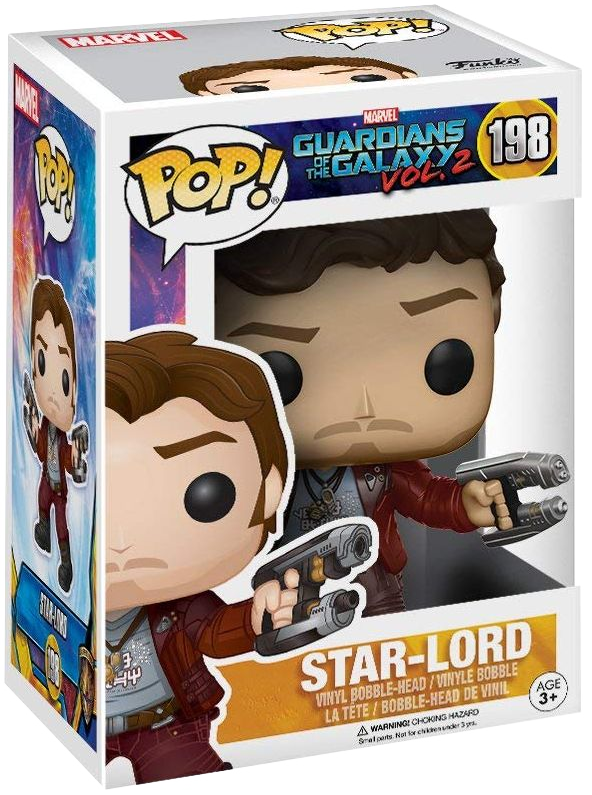 MARVEL
POP!
Funko
MARVEL
POP!
STAR-LORD
198
POP!
MARVEL
GUARDIANS
OF THE GALAXY
VOL. 2
198
STAR-LORD
VINYL BOBBLE-HEAD / VINYLE BOBBLE
LA TÊTE / BOBBLE-HEAD DE VINIL
AGE
3+
WARNING! CHOKING HAZARD
Small parts. Not for children under 3 yrs.